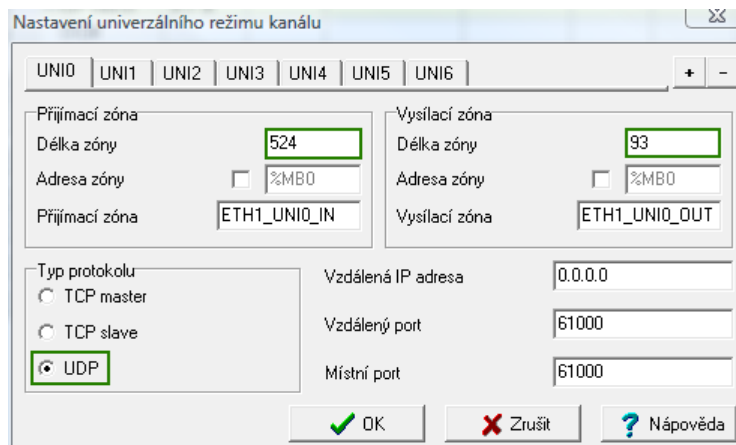 Nastavení univerzálního režimu kanálu
UNI0 UNI1 UNI2 UNI3 UNI4 UNI5 UNI6 + -
Přijímací zóna
Délka zóny 524
Adresa zóny %MB0
Přijímací zóna ETH1_UNI0_IN
Vysílací zóna
Délka zóny 93
Adresa zóny %MB0
Vysílací zóna ETH1_UNI0_OUT
Typ protokolu
TCP master
TCP slave
UDP
Vzdálená IP adresa 0.0.0.0
Vzdálený port 61000
Místní port 61000
OK Zrušit ? Nápověda